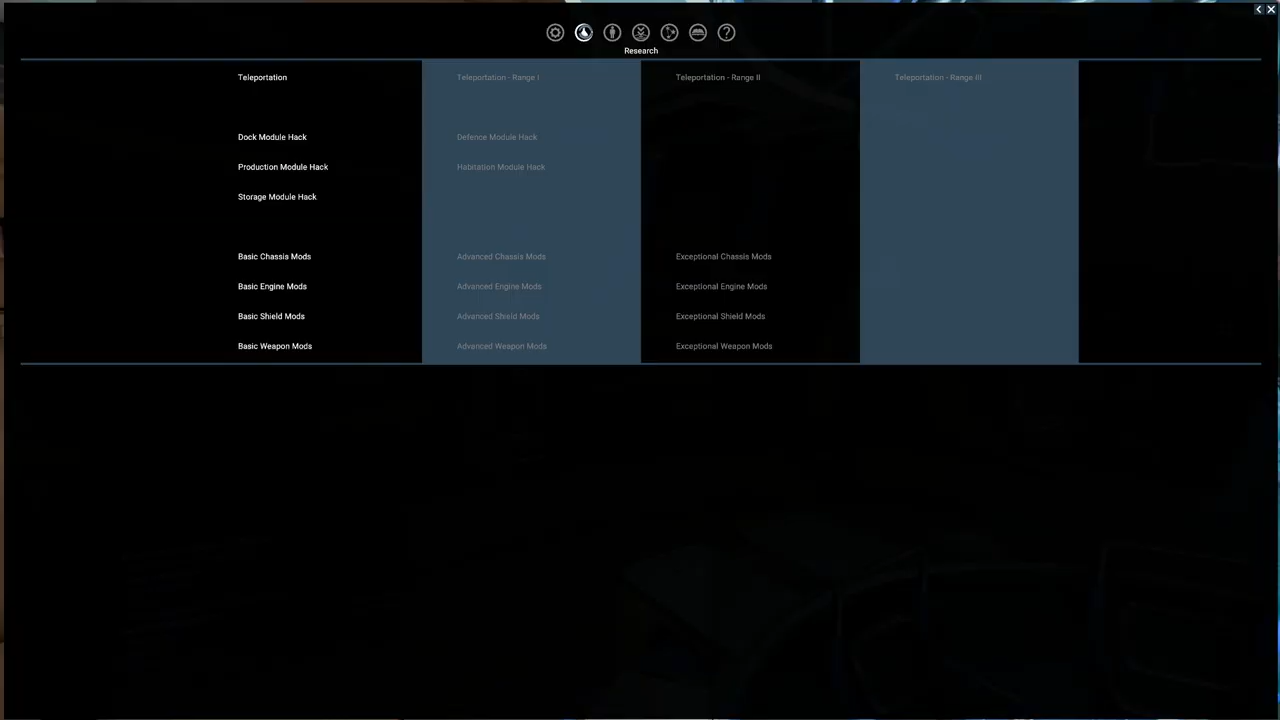 Research
Teleportation Teleportation - Range I Teleportation - Range II Teleportation - Range III
Dock Module Hack Defence Module Hack
Production Module Hack Habitation Module Hack
Storage Module Hack
Basic Chassis Mods Advanced Chassis Mods Exceptional Chassis Mods
Basic Engine Mods Advanced Engine Mods Exceptional Engine Mods
Basic Shield Mods Advanced Shield Mods Exceptional Shield Mods
Basic Weapon Mods Advanced Weapon Mods Exceptional Weapon Mods